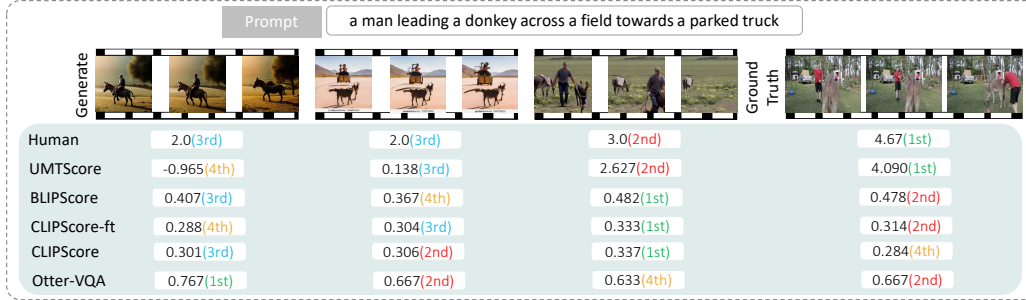 Prompt a man leading a donkey across a field towards a parked truck
Generate
Ground
Truth
Human 2.0(3rd) 2.0(3rd) 3.0(2nd) 4.67(1st)
UMTScore -0.965(4th) 0.138(3rd) 2.627(2nd) 4.090(1st)
BLIPScore 0.407(3rd) 0.367(4th) 0.482(1st) 0.478(2nd)
CLIPScore-ft 0.288(4th) 0.304(3rd) 0.333(1st) 0.314(2nd)
CLIPScore 0.301(3rd) 0.306(2nd) 0.337(1st) 0.284(4th)
Otter-VQA 0.767(1st) 0.667(2nd) 0.633(4th) 0.667(2nd)